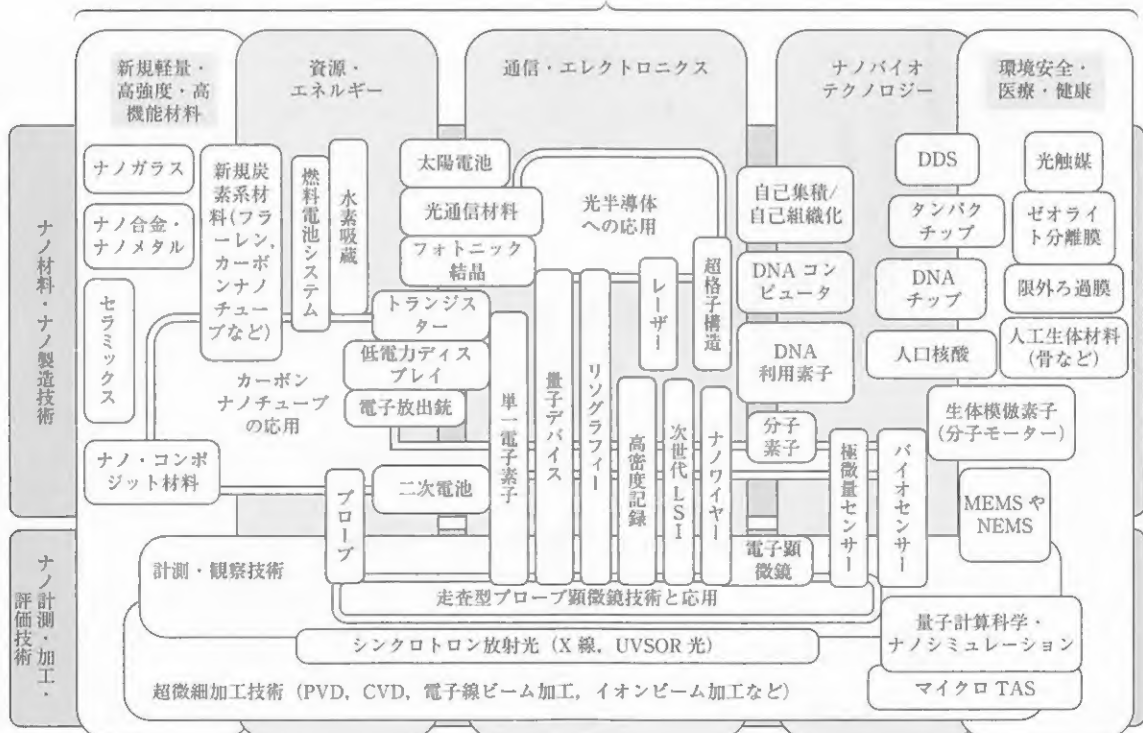 新規軽量・
高強度・高
機能材料
資源・
エネルギー
通信・エレクトロニクス
ナノバイオ
テクノロジー
環境安全・
医療・健康
ナノ材料・ナノ製造技術
ナノ計測・加工・
評価技術
ナノガラス
ナノ合金・
ナノメタル
セラミックス
ナノ・コンポ
ジット材料
新規炭
素系材
料(フラ
ーレン,
カーボ
ンナノ
チュー
ブなど)
燃料電池システム
水素吸蔵
カーボン
ナノチューブ
の応用
太陽電池
光通信材料
フォトニック
結晶
トランジス
ター
低電力ディス
プレイ
電子放出銃
二次電池
プローブ
光半導体
への応用
単一電子素子
量子デバイス
リソグラフィー
レーザー
超格子構造
高密度記録
次世代LSI
ナノワイヤー
自己集積/
自己組織化
DNA コン
ピュータ
DNA
利用素子
分子
素子
電子顕
微鏡
極微量センサー
バイオセンサー
DDS
タンパク
チップ
DNA
チップ
人口核酸
光触媒
ゼオライ
ト分離膜
限外ろ過膜
人工生体材料
(骨など)
生体模倣素子
(分子モーター)
MEMS や
NEMS
計測・観察技術
走査型プローブ顕微鏡技術と応用
シンクロトロン放射光 (X 線, UVSOR 光)
量子計算科学・
ナノシミュレーション
超微細加工技術 (PVD, CVD, 電子線ビーム加工, イオンビーム加工など)
マイクロ TAS